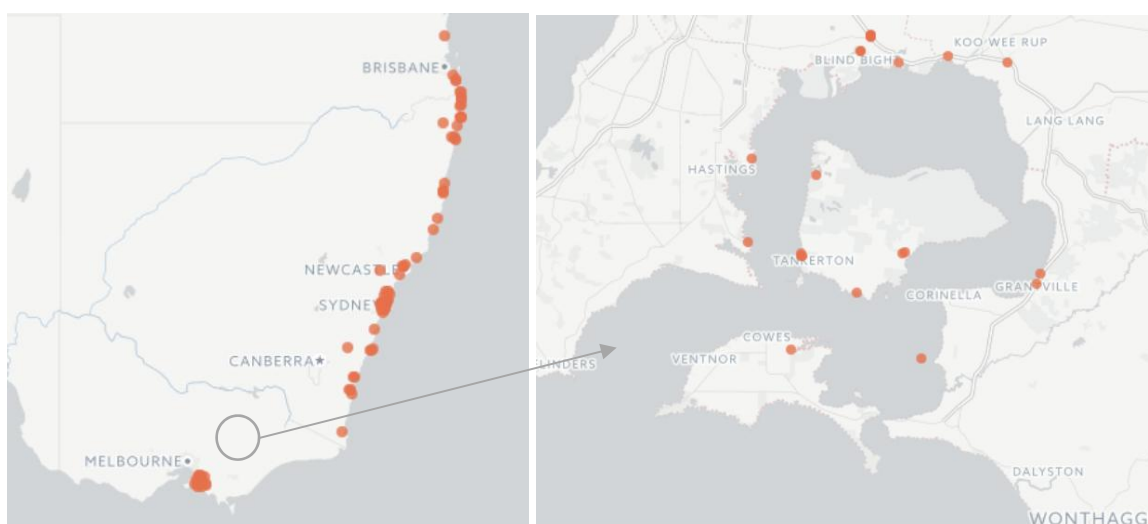 BRISBANE
NEWCASTLE
SYDNEY
CANBERRA
MELBOURNE
KOO WEE RUP
BLIND BIGH
LANG LANG
HASTINGS
TANKERTON
GRANTVILLE
CORINELLA
COWES
VENTNOR
FLINDERS
DALYSTON
WONTHAGG